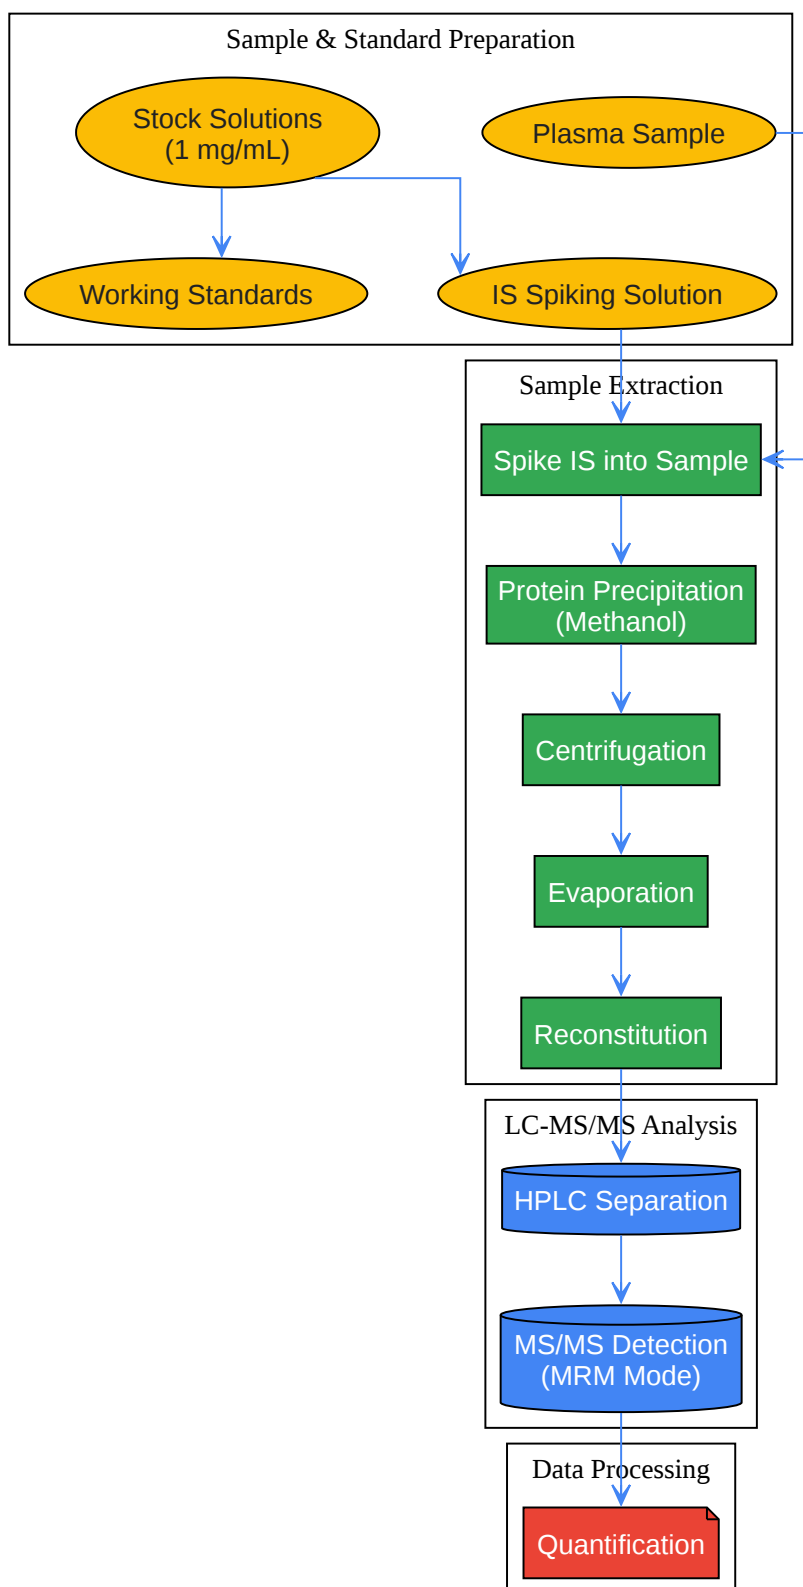 Sample & Standard Preparation
Stock Solutions
(1 mg/mL)
Plasma Sample
Working Standards
IS Spiking Solution
Sample Extraction
Spike IS into Sample
Protein Precipitation
(Methanol)
Centrifugation
Evaporation
Reconstitution
LC-MS/MS Analysis
HPLC Separation
MS/MS Detection
(MRM Mode)
Data Processing
Quantification